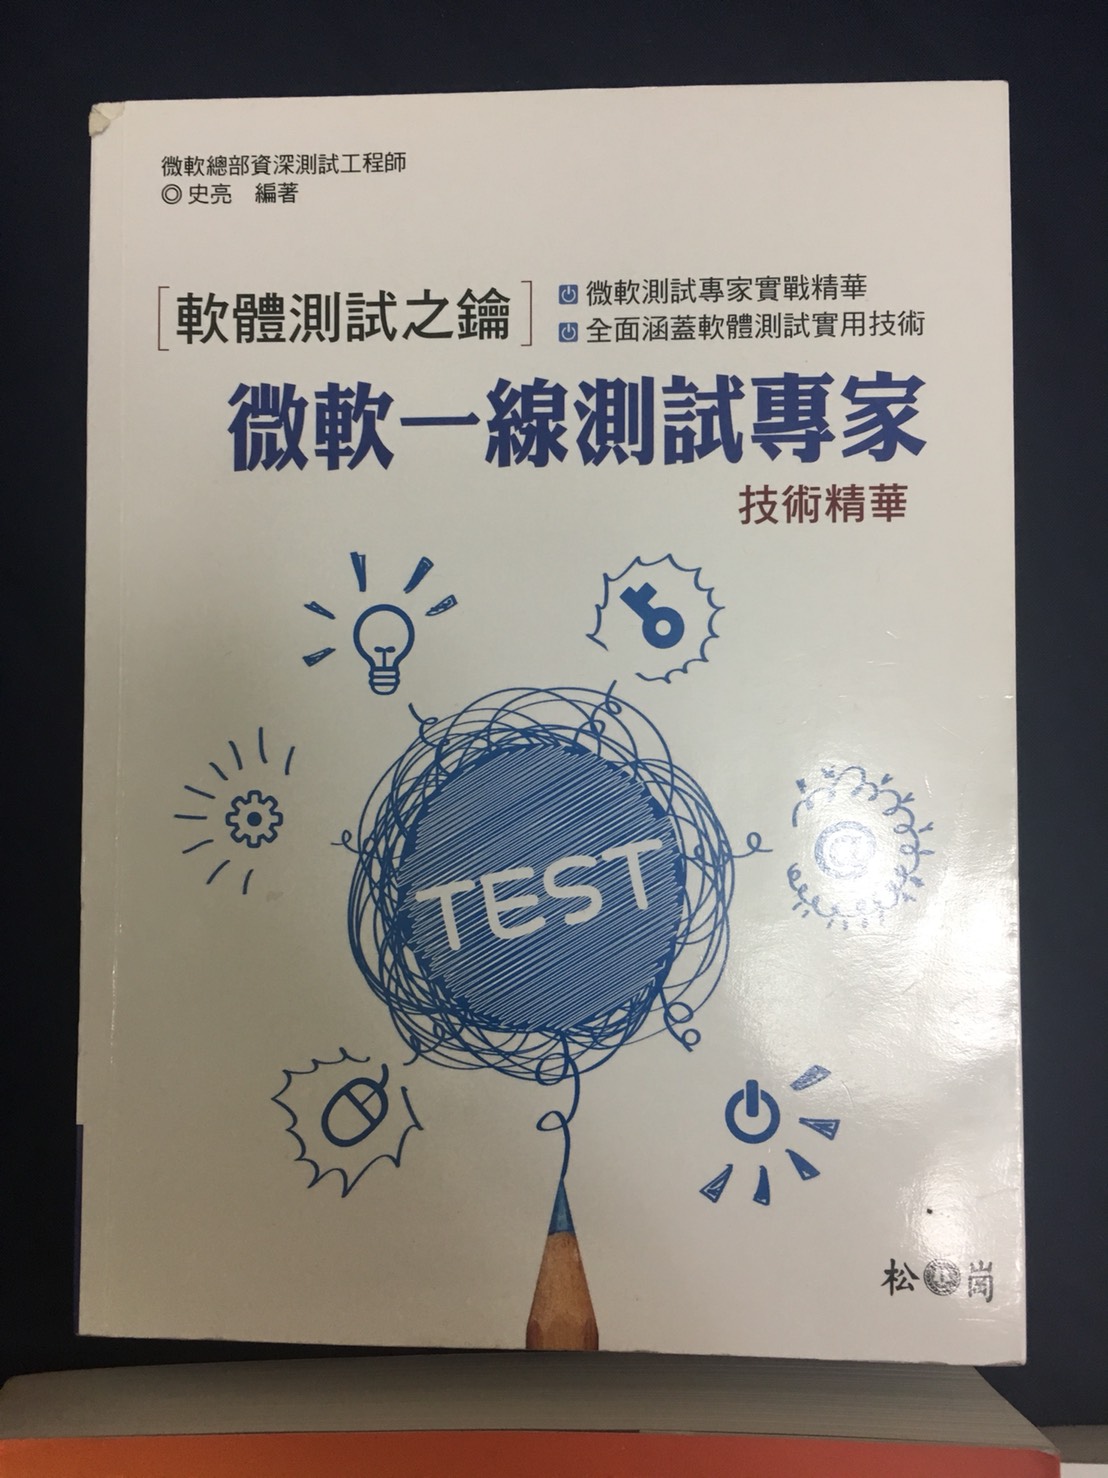 微軟總部資深測試工程師
◎ 史亮 編著
[軟體測試之鑰]
微軟測試專家實戰精華
全面涵蓋軟體測試實用技術
微軟一線測試專家
技術精華
@
TEST
松崗